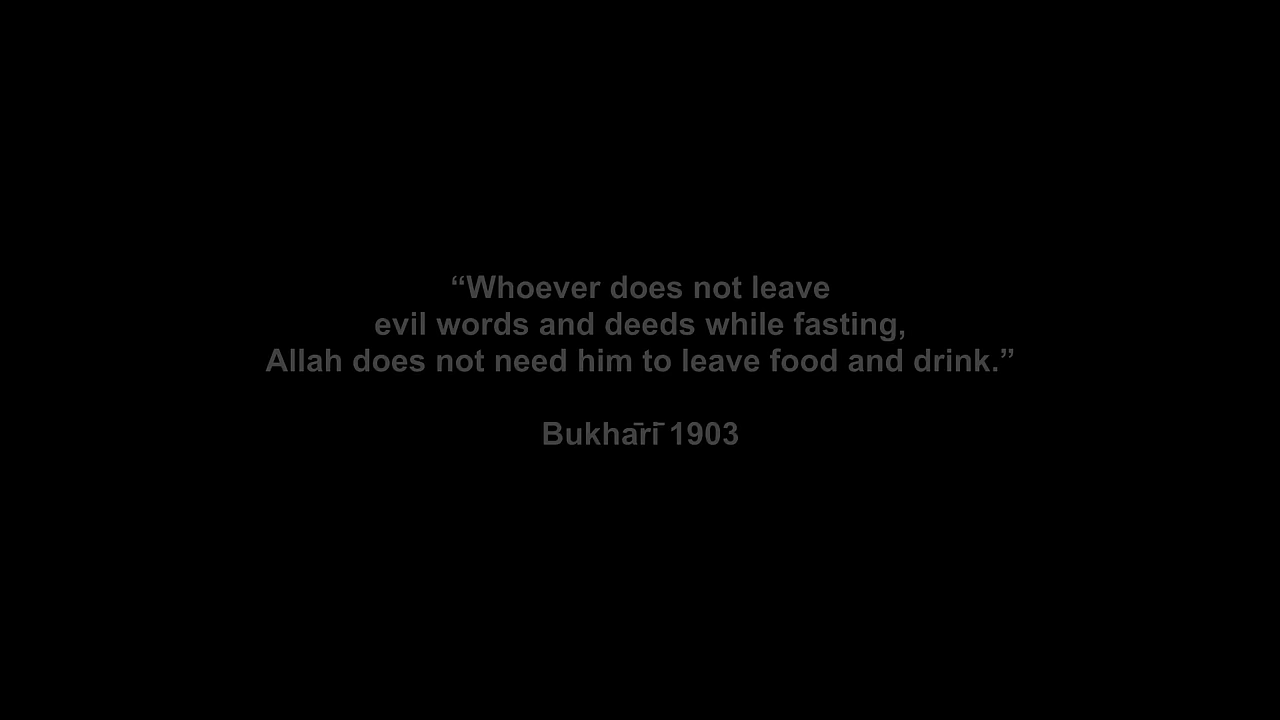 “Whoever does not leave
evil words and deeds while fasting,
Allah does not need him to leave food and drink.”
Bukhārī 1903